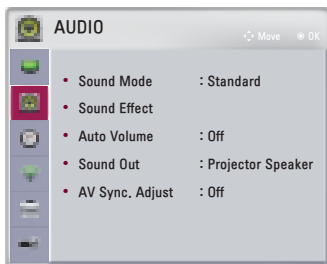 AUDIO
Move OK
• Sound Mode : Standard
• Sound Effect
• Auto Volume : Off
• Sound Out : Projector Speaker
• AV Sync. Adjust : Off